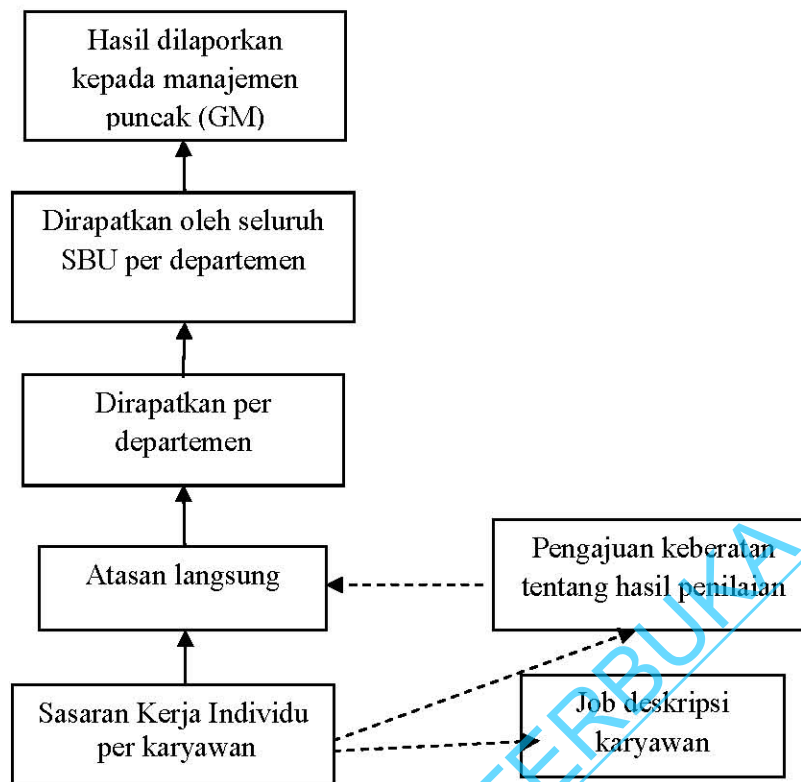 Hasil dilaporkan
kepada manajemen
puncak (GM)
Dirapatkan oleh seluruh
SBU per departemen
Dirapatkan per
departemen
Atasan langsung
Pengajuan keberatan
tentang hasil penilaian
Sasaran Kerja Individu
per karyawan
Job deskripsi
karyawan
TERBUKA